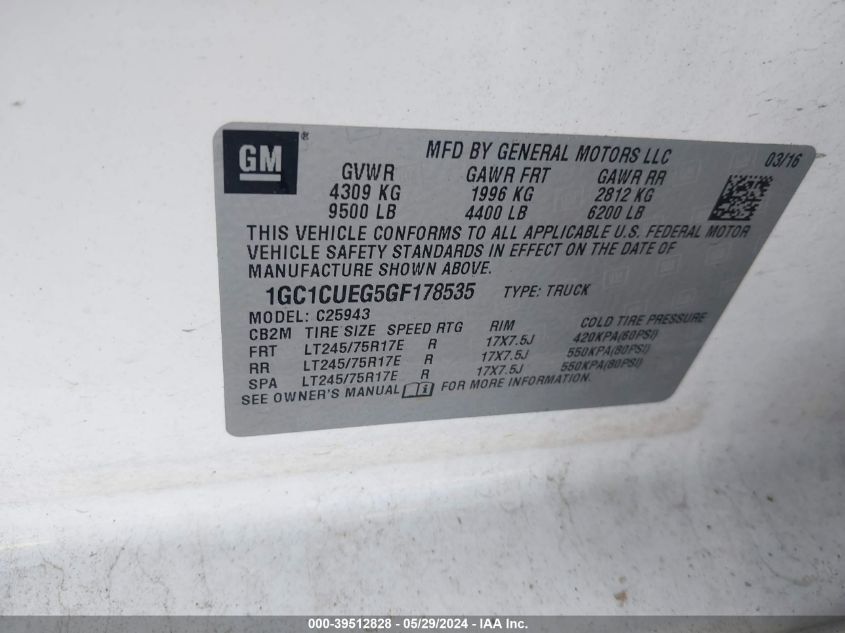 GM®
MFD BY GENERAL MOTORS LLC
03/16
GVWR GAWR FRT GAWR RR
4309 KG 1996 KG 2812 KG
9500 LB 4400 LB 6200 LB
THIS VEHICLE CONFORMS TO ALL APPLICABLE U.S. FEDERAL MOTOR
VEHICLE SAFETY STANDARDS IN EFFECT ON THE DATE OF
MANUFACTURE SHOWN ABOVE.
1GC1CUEG5GF178535 TYPE: TRUCK
MODEL: C25943
CB2M TIRE SIZE SPEED RTG RIM COLD TIRE PRESSURE
FRT LT245/75R17E R 17X7.5J 420KPA(60PSI)
RR LT245/75R17E R 17X7.5J 550KPA(80PSI)
SPA LT245/75R17E R 17X7.5J 550KPA(80PSI)
SEE OWNER'S MANUAL FOR MORE INFORMATION.
000-39512828 - 05/29/2024 - IAA Inc.